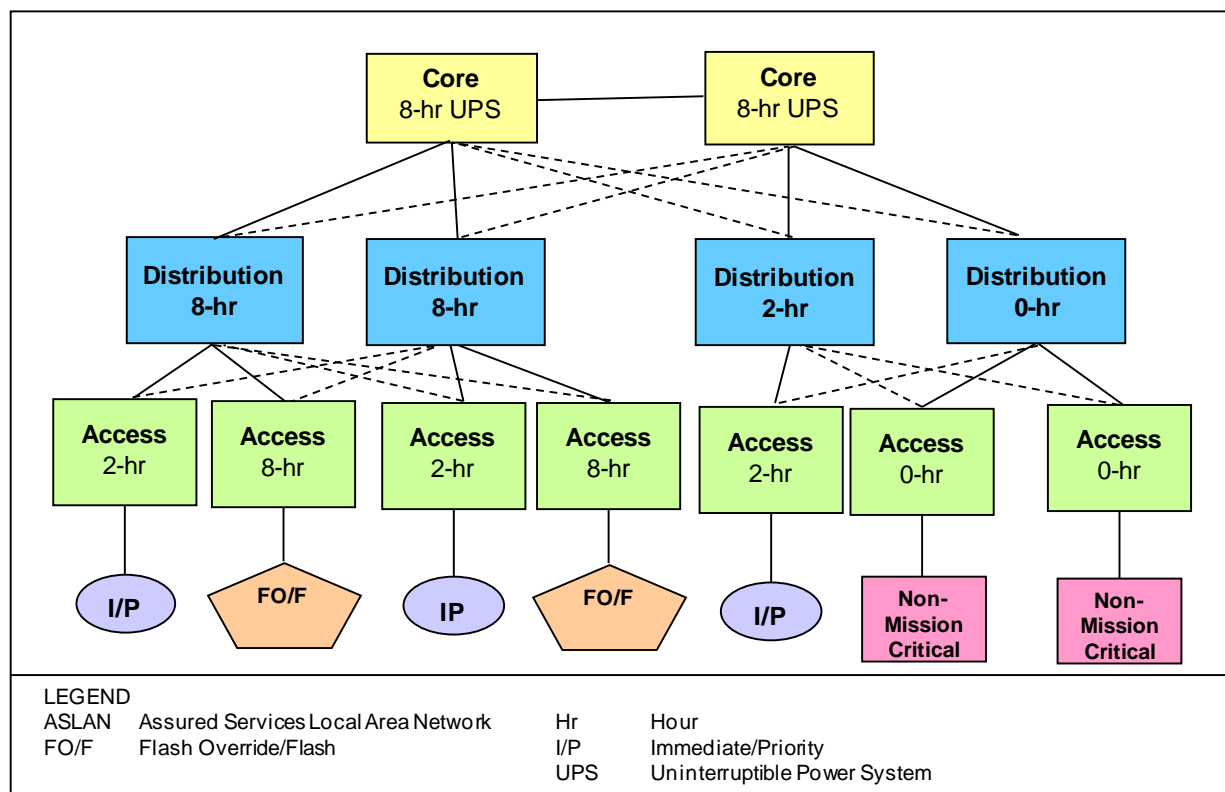 Core
8-hr UPS
Core
8-hr UPS
Distribution
8-hr
Distribution
8-hr
Distribution
2-hr
Distribution
0-hr
Access
2-hr
Access
8-hr
Access
2-hr
Access
8-hr
Access
2-hr
Access
0-hr
Access
0-hr
I/P
FO/F
IP
FO/F
I/P
Non-
Mission
Critical
Non-
Mission
Critical
LEGEND
ASLAN Assured Services Local Area Network Hr Hour
FO/F Flash Override/Flash I/P Immediate/Priority
UPS Uninterruptible Power System